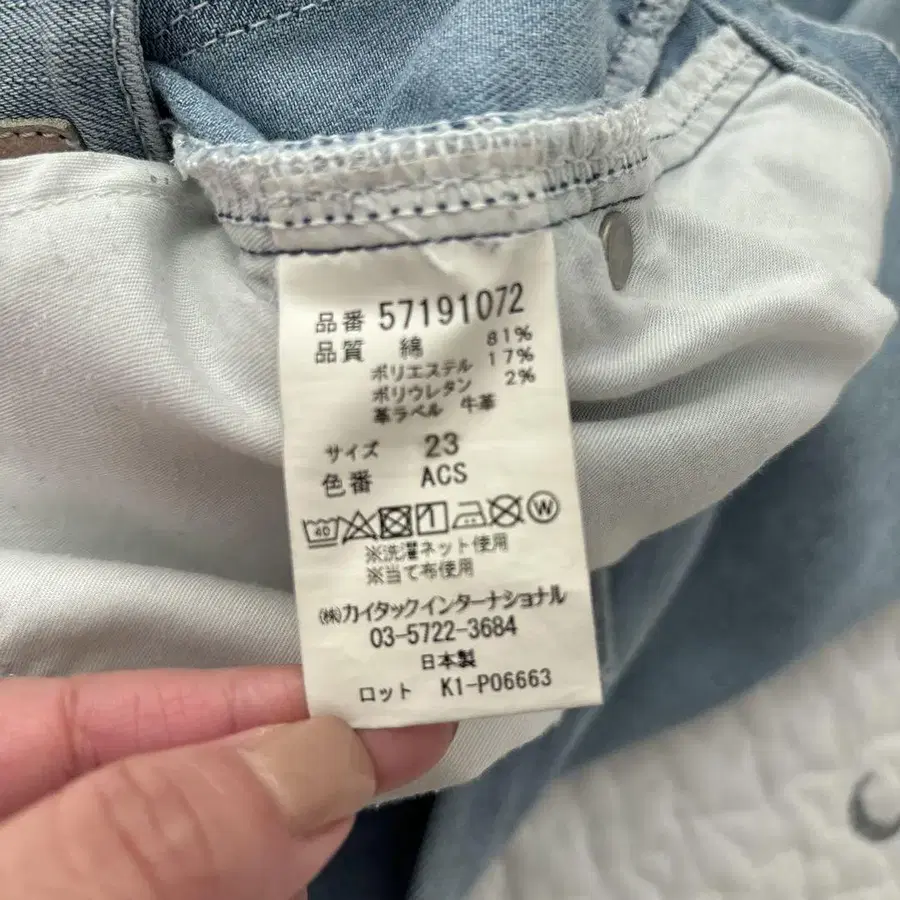 品番 57191072
品質 綿 81%
ポリエステル 17%
ポリウレタン 2%
革ラベル 牛革
サイズ 23
色番 ACS
40 1 W
※洗濯ネット使用
※当て布使用
㈱カイタックインターナショナル
03-5722-3684
日本製
ロット K1-P06663